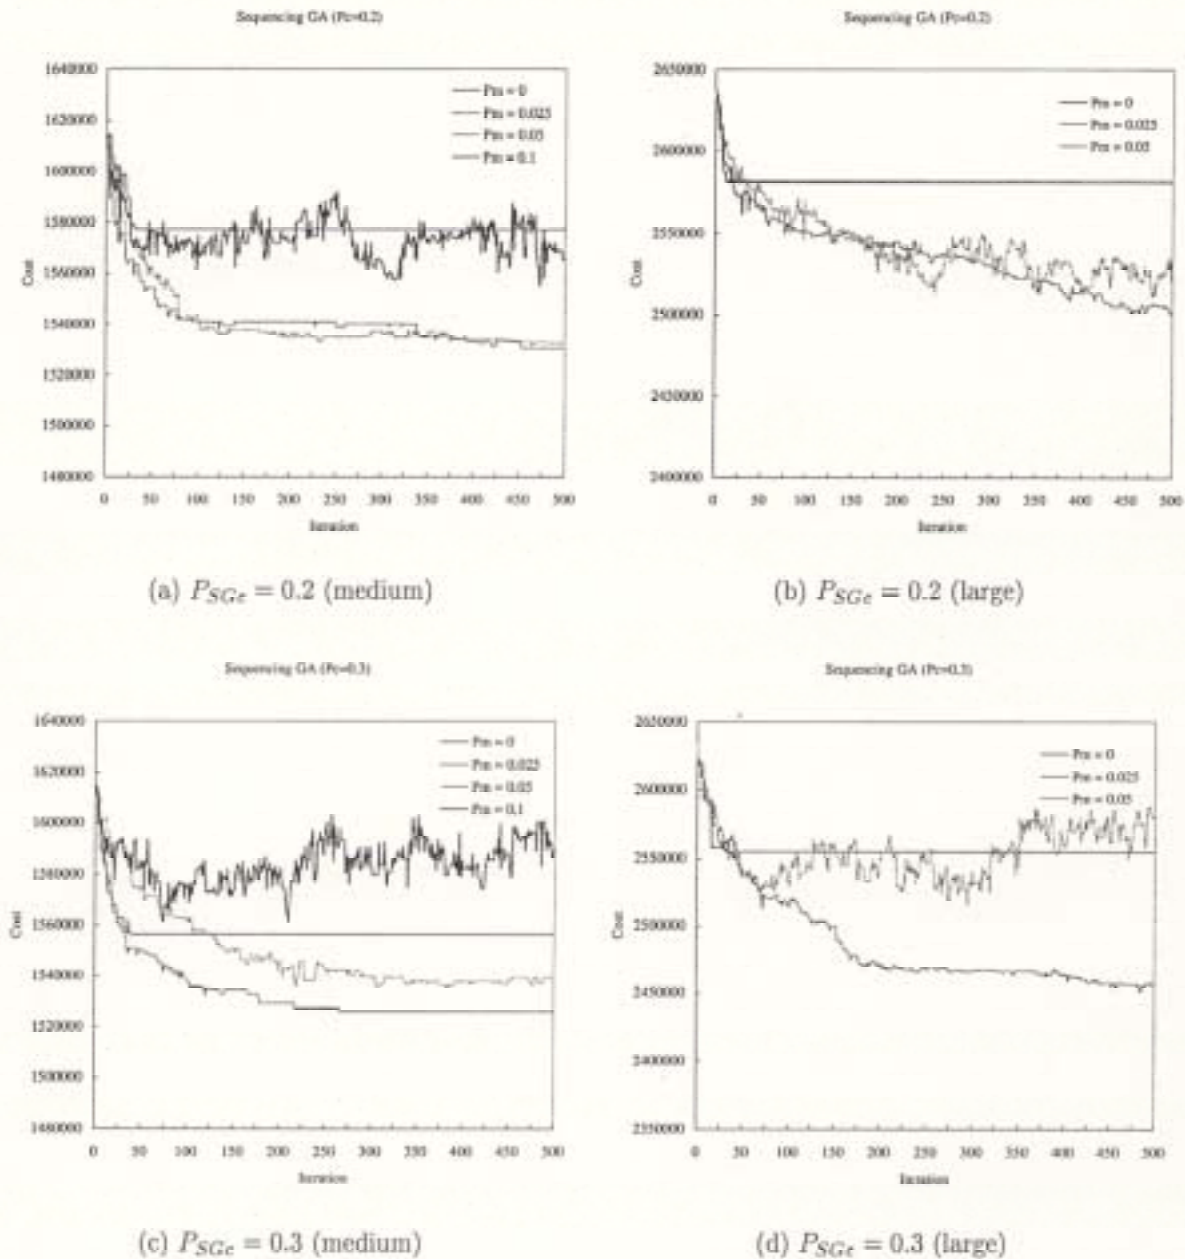 Sequencing GA (Pc=0.2)
1640000
1620000
1600000
1580000
1560000
1540000
1520000
1500000
1480000
Cost
Pm = 0
Pm = 0.025
Pm = 0.05
Pm = 0.1
0 50 100 150 200 250 300 350 400 450 500
Iteration
(a) P_SGc = 0.2 (medium)
Sequencing GA (Pc=0.2)
2650000
2600000
2550000
2500000
2450000
2400000
Cost
Pm = 0
Pm = 0.025
Pm = 0.05
0 50 100 150 200 250 300 350 400 450 500
Iteration
(b) P_SGc = 0.2 (large)
Sequencing GA (Pc=0.3)
1640000
1620000
1600000
1580000
1560000
1540000
1520000
1500000
1480000
Cost
Pm = 0
Pm = 0.025
Pm = 0.05
Pm = 0.1
0 50 100 150 200 250 300 350 400 450 500
Iteration
(c) P_SGc = 0.3 (medium)
Sequencing GA (Pc=0.3)
2650000
2600000
2550000
2500000
2450000
2400000
2350000
Cost
Pm = 0
Pm = 0.025
Pm = 0.05
0 50 100 150 200 250 300 350 400 450 500
Iteration
(d) P_SGc = 0.3 (large)